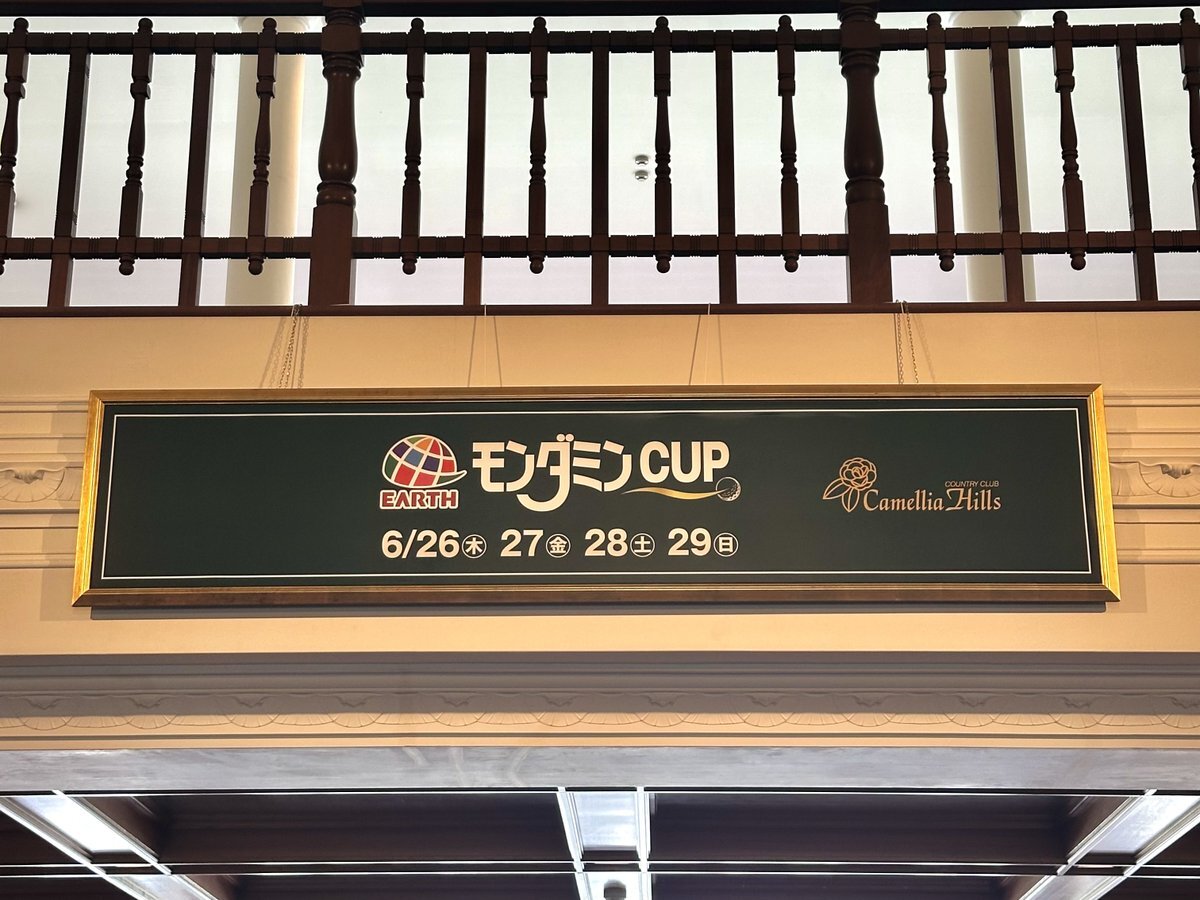 EARTH
モンダミンCUP
6/26㊍ 27㊎ 28㊏ 29㊐
COUNTRY CLUB
Camellia Hills